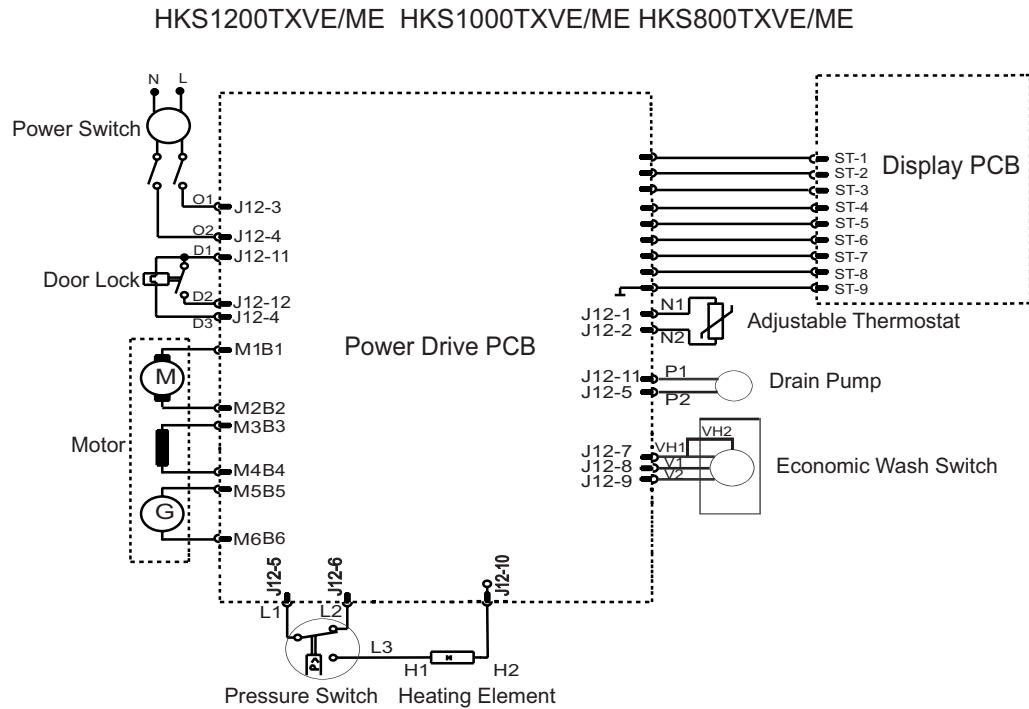 HKS1200TXVE/ME HKS1000TXVE/ME HKS800TXVE/ME
N L
Power Switch
O1 J12-3
O2 J12-4
D1 J12-11
Door Lock
D2 J12-12
D3 J12-4
M1B1
M
M2B2
M3B3
Motor
M4B4
M5B5
G
M6B6
Power Drive PCB
Display PCB
ST-1
ST-2
ST-3
ST-4
ST-5
ST-6
ST-7
ST-8
ST-9
J12-1 N1
J12-2 N2
Adjustable Thermostat
J12-11 P1
J12-5 P2
Drain Pump
VH2
J12-7 VH1
J12-8 V1
J12-9 V2
Economic Wash Switch
J12-5 J12-6 J12-10
L1 L2
L3
P>
H1 H2
Pressure Switch Heating Element